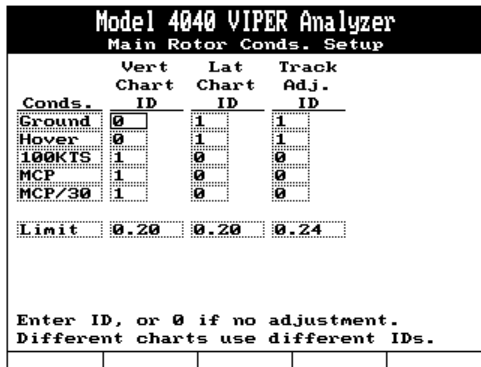 Model 4040 VIPER Analyzer
Main Rotor Conds. Setup
Vert Lat Track
Chart Chart Adj.
Conds. ID ID ID
Ground 0 1 1
Hover 0 1 1
100KTS 1 0 0
MCP 1 0 0
MCP/30 1 0 0
Limit 0.20 0.20 0.24
Enter ID, or 0 if no adjustment.
Different charts use different IDs.